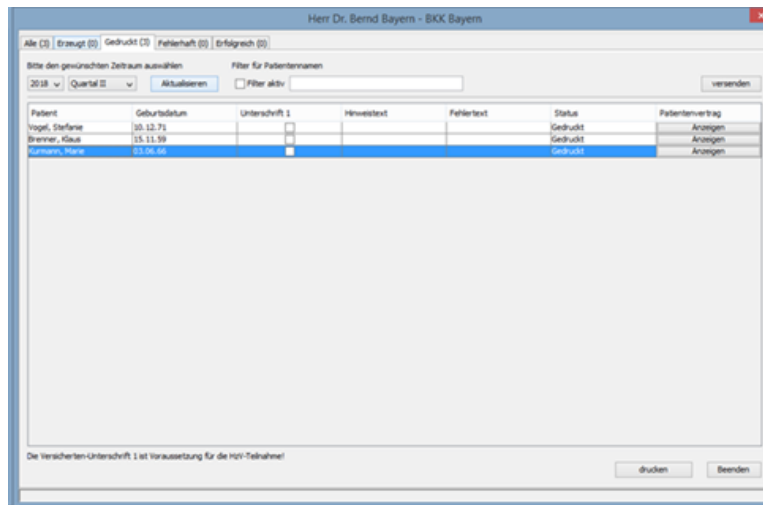 Herr Dr. Bernd Bayern - BKK Bayern
Alle (3) Erzeugt (0) Gedruckt (3) Fehlerhaft (0) Erfolgreich (0)
Bitte den gewünschten Zeitraum auswählen Filter für Patientennamen
2018 Quartal II Aktualisieren Filter aktiv versenden
Patient Geburtsdatum Unterschrift 1 Hinweistext Fehlertext Status Patientenvertrag
Vogel, Stefanie 10.12.71 Gedruckt Anzeigen
Brenner, Klaus 15.11.59 Gedruckt Anzeigen
Kurmann, Marie 03.06.66 Gedruckt Anzeigen
Die Versicherten-Unterschrift 1 ist Voraussetzung für die HzV-Teilnahme!
drucken Beenden